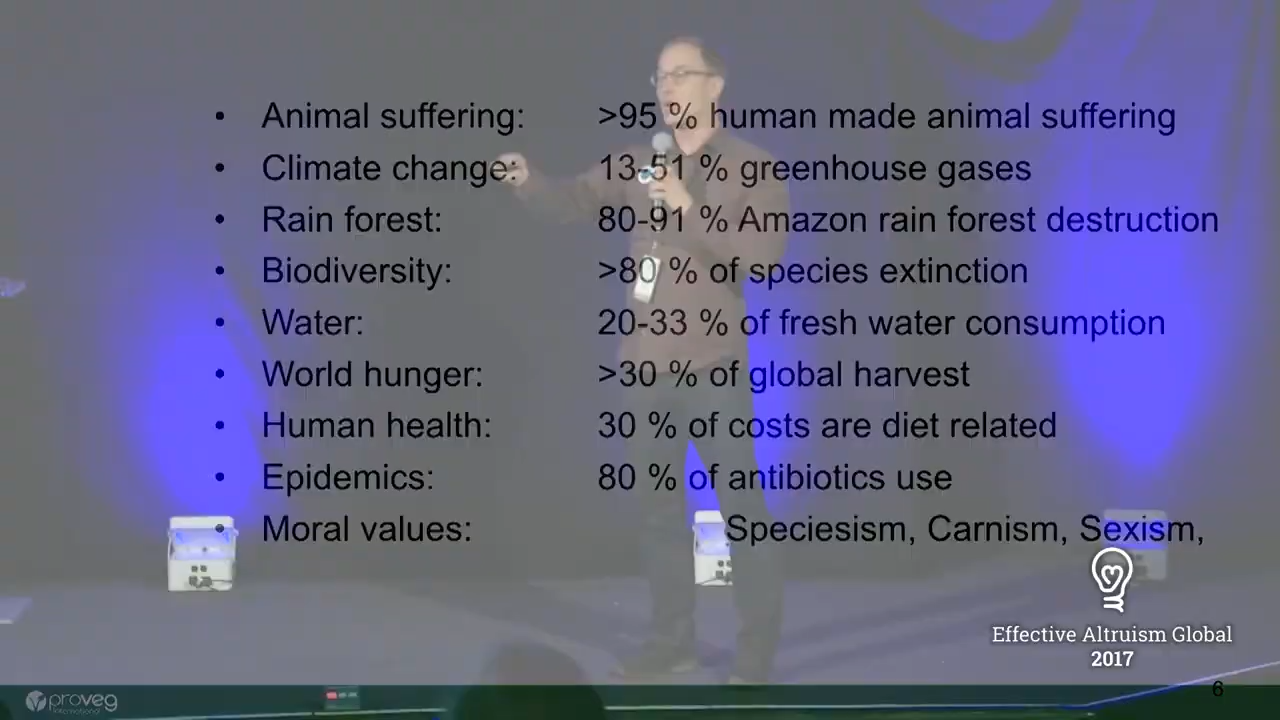 • Animal suffering: >95 % human made animal suffering
• Climate change: 13-51 % greenhouse gases
• Rain forest: 80-91 % Amazon rain forest destruction
• Biodiversity: >80 % of species extinction
• Water: 20-33 % of fresh water consumption
• World hunger: >30 % of global harvest
• Human health: 30 % of costs are diet related
• Epidemics: 80 % of antibiotics use
• Moral values: Speciesism, Carnism, Sexism,
Effective Altruism Global
2017
proveg
international
6